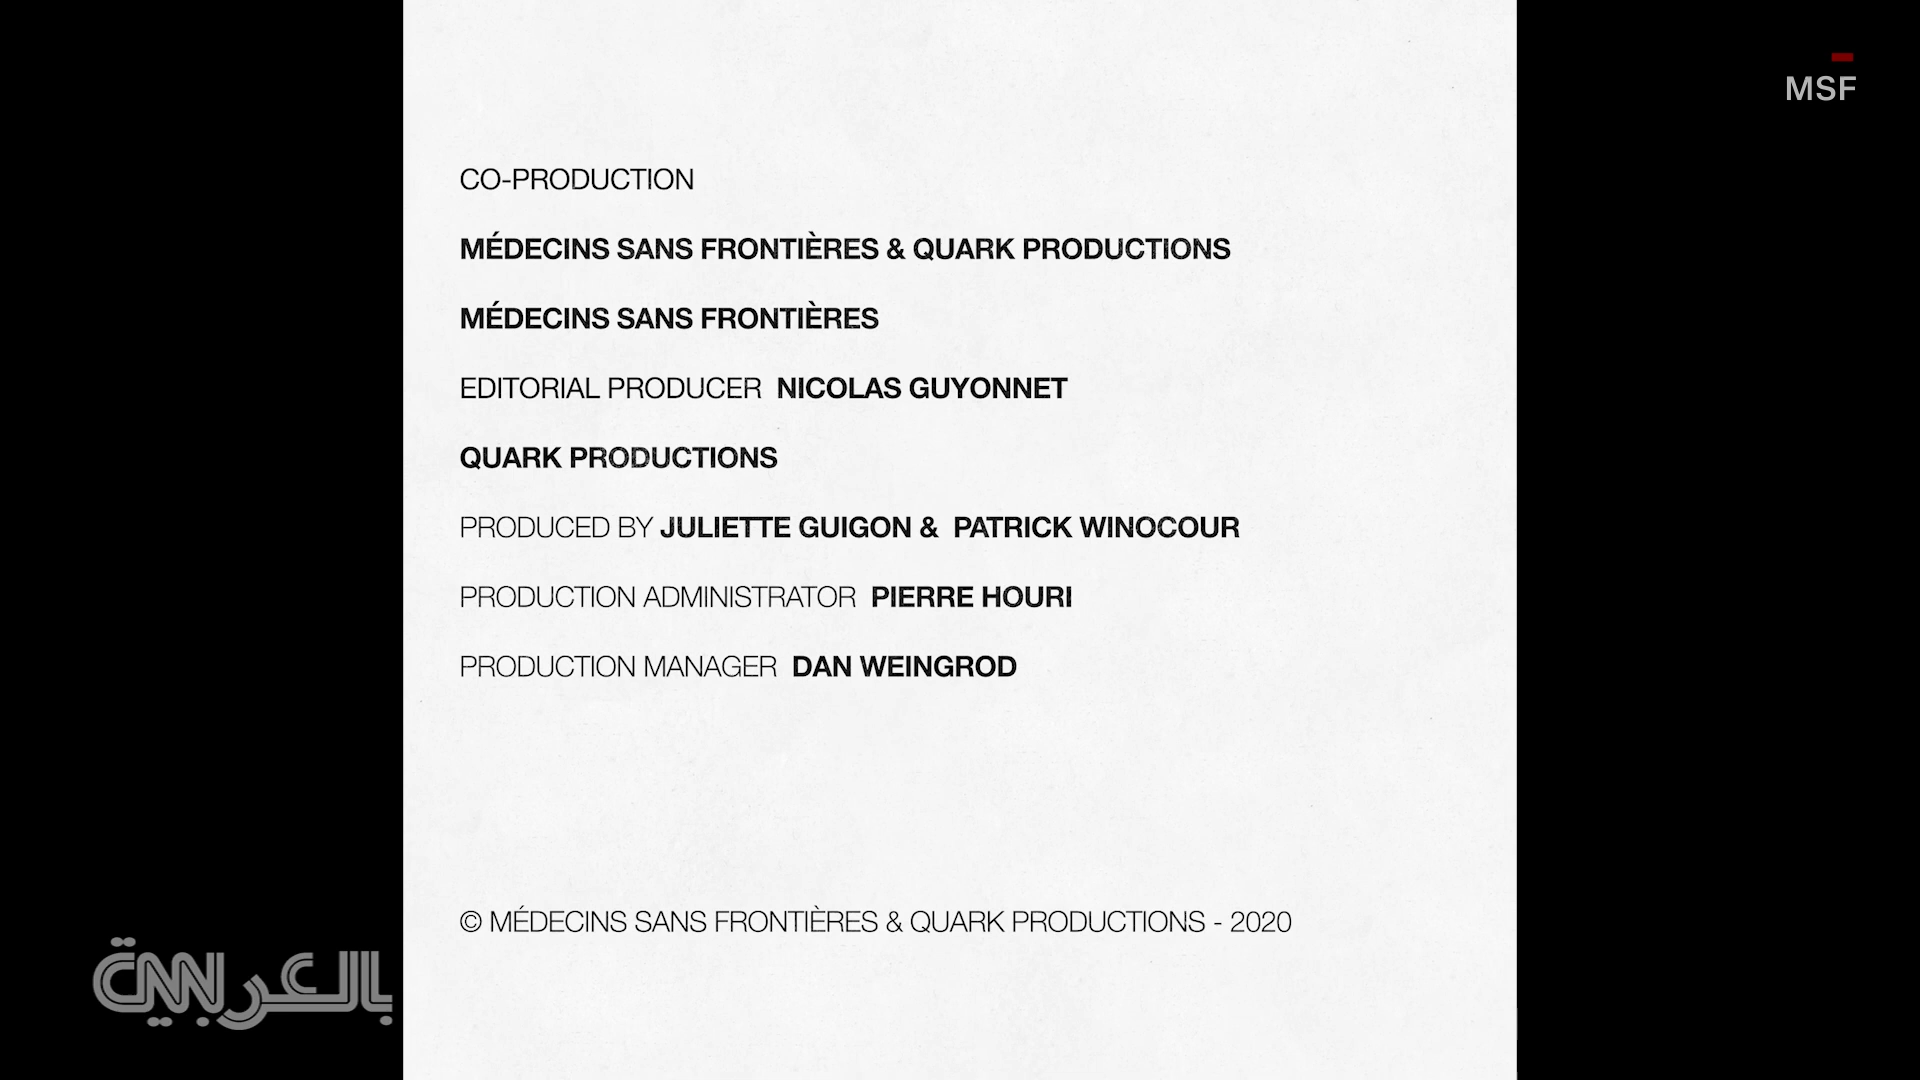 MSF
CO-PRODUCTION
MÉDECINS SANS FRONTIÈRES & QUARK PRODUCTIONS
MÉDECINS SANS FRONTIÈRES
EDITORIAL PRODUCER NICOLAS GUYONNET
QUARK PRODUCTIONS
PRODUCED BY JULIETTE GUIGON & PATRICK WINOCOUR
PRODUCTION ADMINISTRATOR PIERRE HOURI
PRODUCTION MANAGER DAN WEINGROD
© MÉDECINS SANS FRONTIÈRES & QUARK PRODUCTIONS - 2020
CNN بالعربية